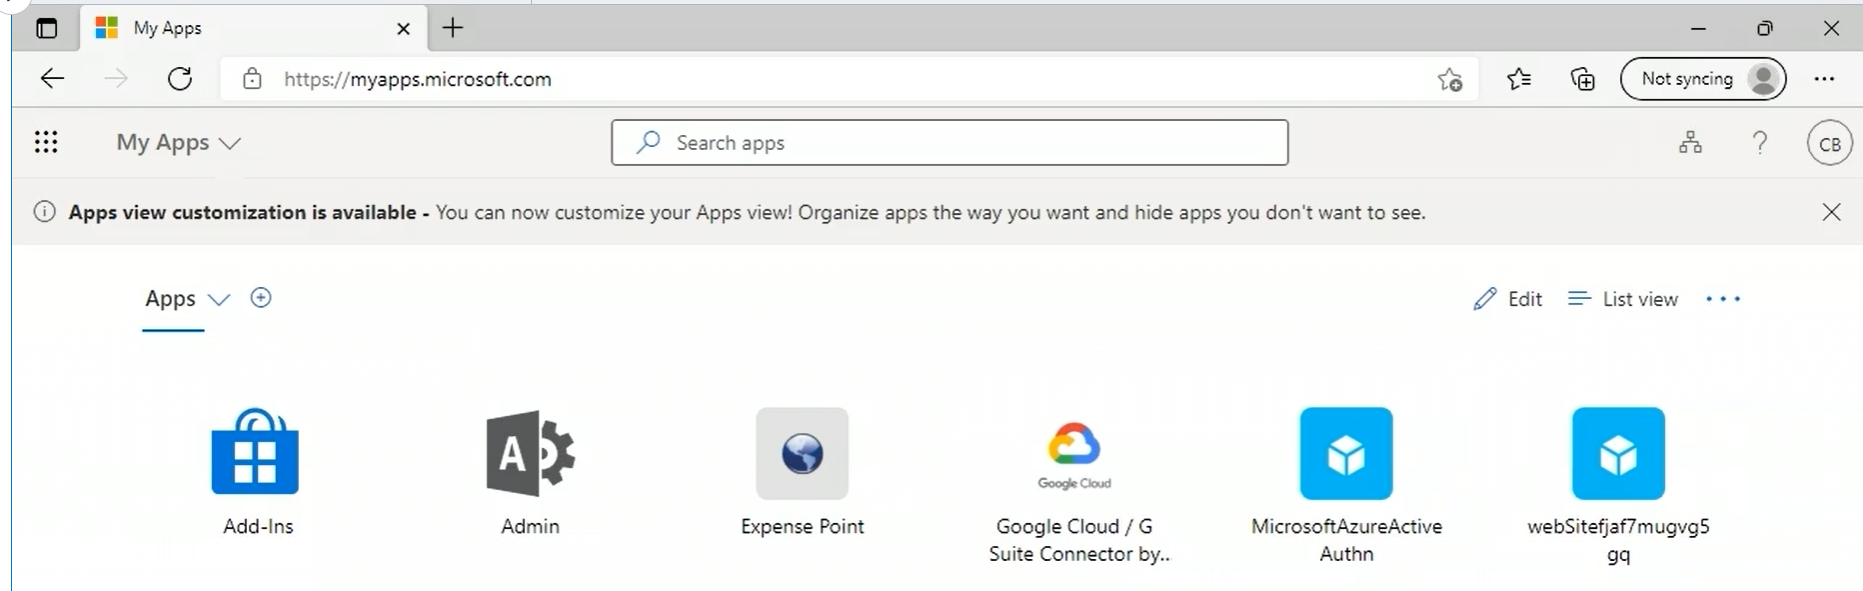 My Apps
https://myapps.microsoft.com
Not syncing
My Apps
Search apps
?
CB
Apps view customization is available - You can now customize your Apps view! Organize apps the way you want and hide apps you don't want to see.
Apps
Edit
List view
A
Google Cloud
Add-Ins
Admin
Expense Point
Google Cloud / G
Suite Connector by..
MicrosoftAzureActive
Authn
webSitefjaf7mugvg5
gq